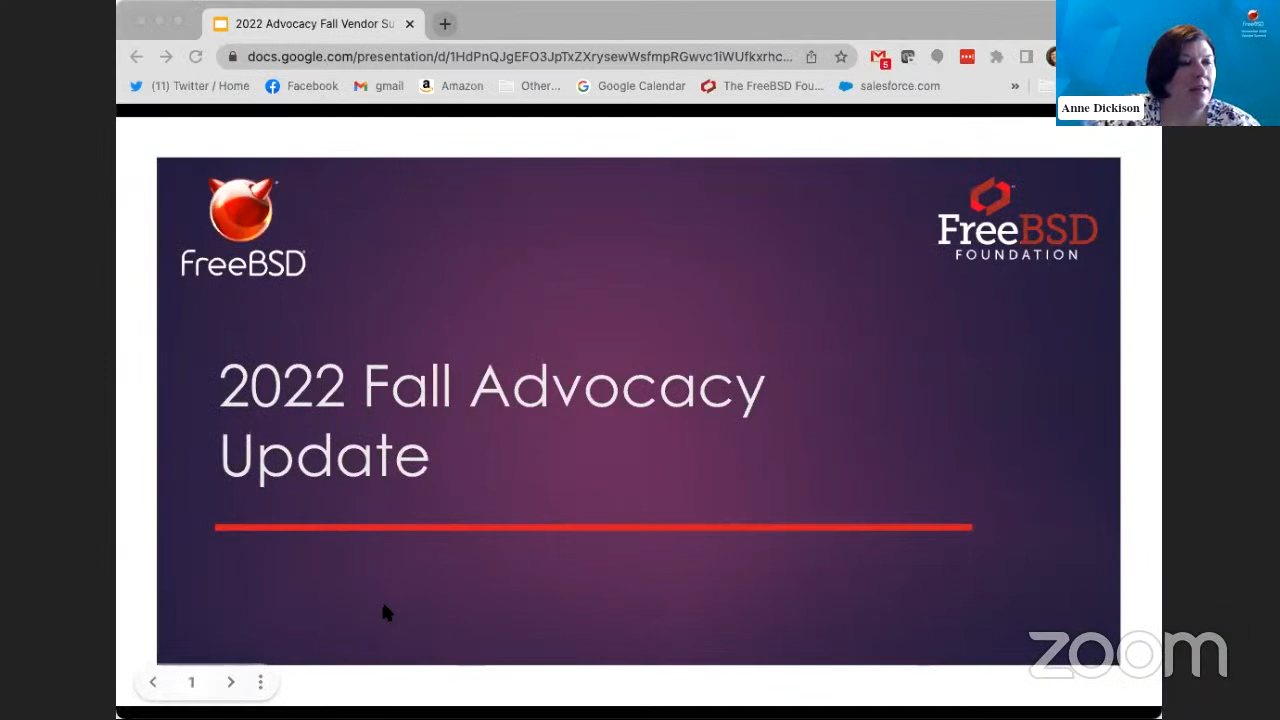 2022 Advocacy Fall Vendor Su
docs.google.com/presentation/d/1HdPnQJgEFO3JpTxZXrysewWsfmpRGwvc1iWUfkxrhc...
5
(11) Twitter / Home
Facebook
gmail
Amazon
Other...
Google Calendar
The FreeBSD Fou...
salesforce.com
»
Anne Dickison
FreeBSD
FreeBSD
FOUNDATION
2022 Fall Advocacy
Update
1
zoom